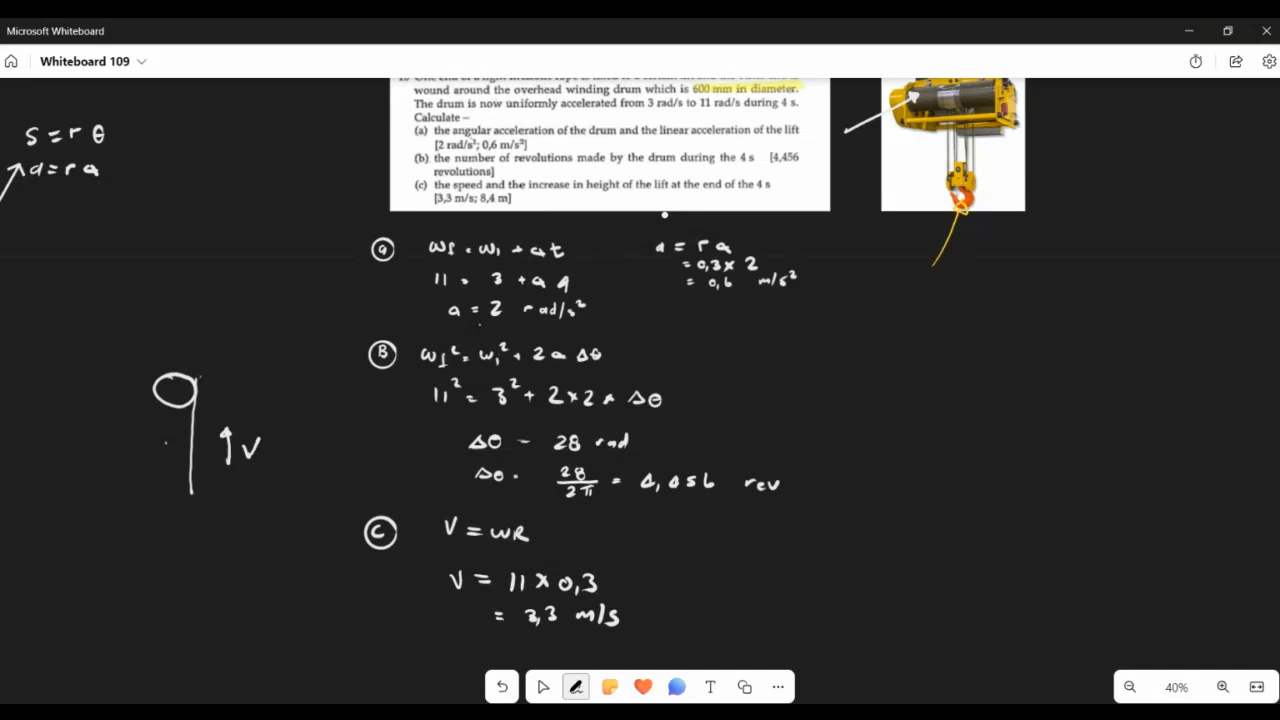 Microsoft Whiteboard
Whiteboard 109
wound around the overhead winding drum which is 600 mm in diameter.
The drum is now uniformly accelerated from 3 rad/s to 11 rad/s during 4 s.
Calculate –
(a) the angular acceleration of the drum and the linear acceleration of the lift
[2 rad/s²; 0,6 m/s²]
(b) the number of revolutions made by the drum during the 4 s [4,456
revolutions]
(c) the speed and the increase in height of the lift at the end of the 4 s
[3,3 m/s; 8,4 m]
s = r θ
a = r α
ⓐ ωf = ω1 + αt
11 = 3 + α 4
α = 2 rad/s²
a = r α
= 0,3 × 2
= 0,6 m/s²
Ⓑ ωf² = ω1² + 2 α Δθ
11² = 3² + 2 × 2 × Δθ
Δθ = 28 rad
Δθ = 28/2π = 4,456 rev
V
Ⓒ V = ωR
V = 11 × 0,3
= 3,3 m/s
40%